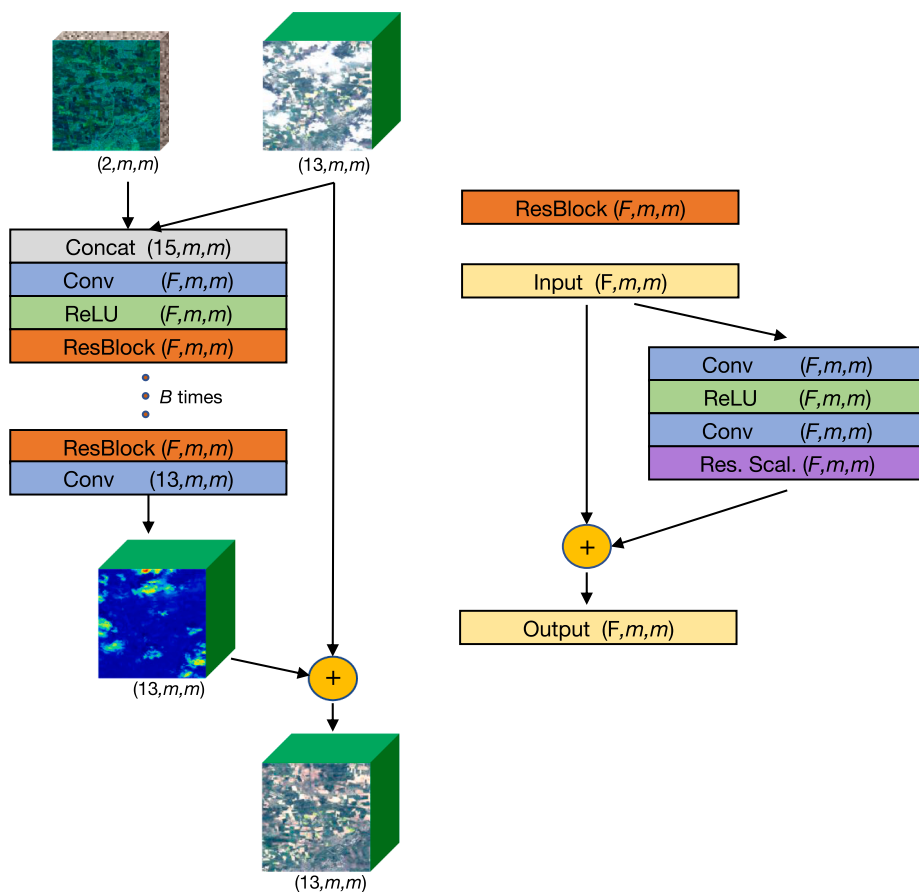 (2,m,m)
(13,m,m)
Concat (15,m,m)
Conv (F,m,m)
ReLU (F,m,m)
ResBlock (F,m,m)
B times
ResBlock (F,m,m)
Conv (13,m,m)
(13,m,m)
+
(13,m,m)
ResBlock (F,m,m)
Input (F,m,m)
Conv (F,m,m)
ReLU (F,m,m)
Conv (F,m,m)
Res. Scal. (F,m,m)
+
Output (F,m,m)